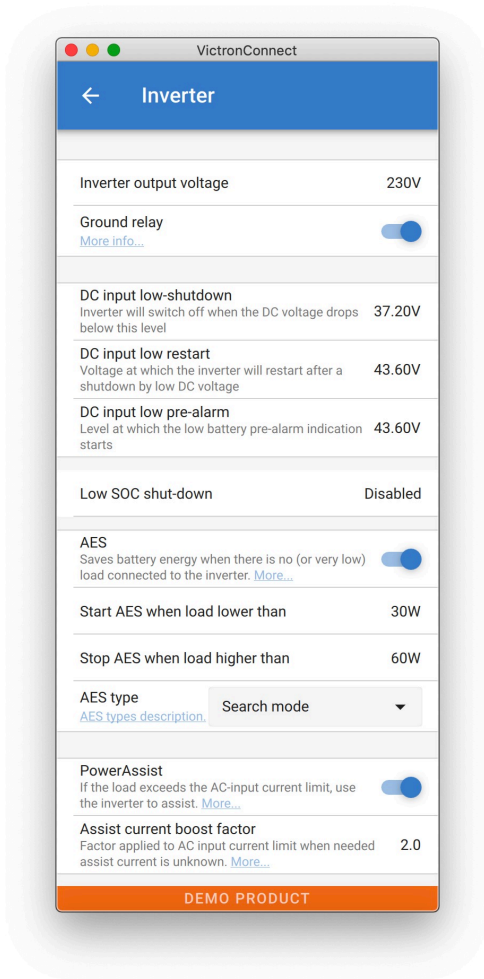 VictronConnect
Inverter
Inverter output voltage 230V
Ground relay
More info...
DC input low-shutdown
Inverter will switch off when the DC voltage drops 37.20V
below this level
DC input low restart
Voltage at which the inverter will restart after a 43.60V
shutdown by low DC voltage
DC input low pre-alarm
Level at which the low battery pre-alarm indication 43.60V
starts
Low SOC shut-down Disabled
AES
Saves battery energy when there is no (or very low)
load connected to the inverter. More...
Start AES when load lower than 30W
Stop AES when load higher than 60W
AES type
Search mode
AES types description.
PowerAssist
If the load exceeds the AC-input current limit, use
the inverter to assist. More...
Assist current boost factor
Factor applied to AC input current limit when needed 2.0
assist current is unknown. More...
DEMO PRODUCT